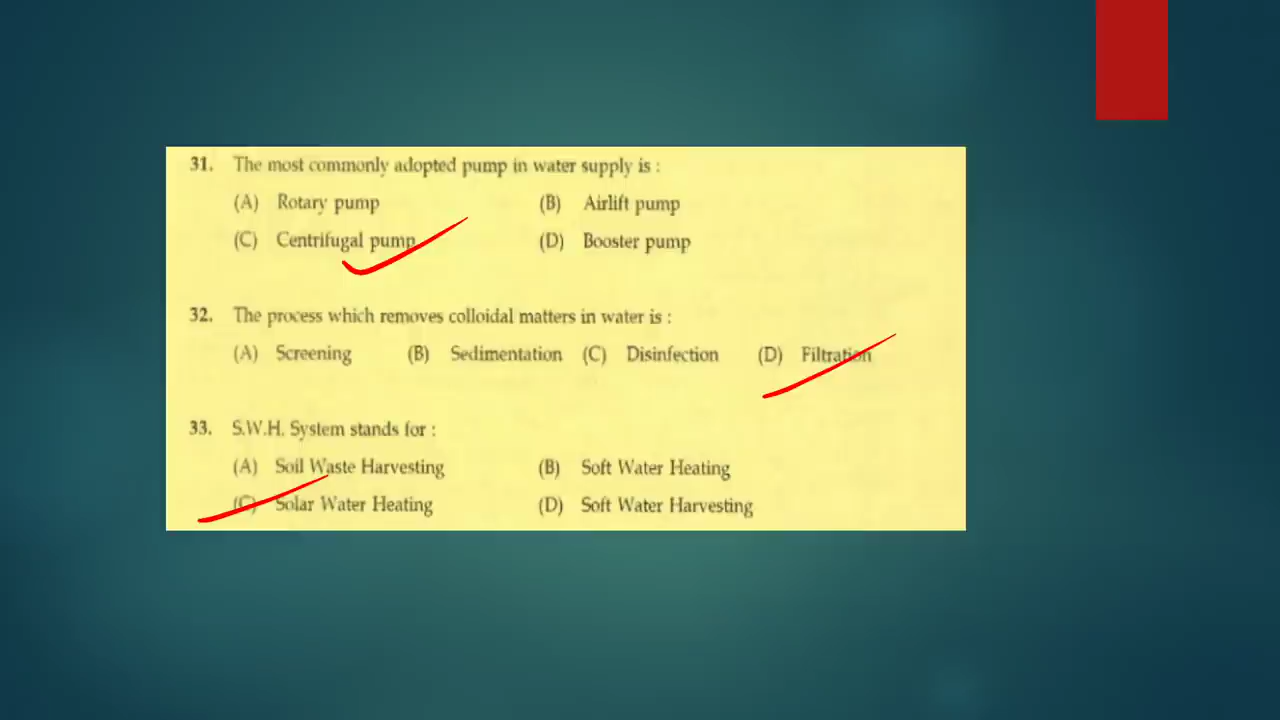 31. The most commonly adopted pump in water supply is :
(A) Rotary pump (B) Airlift pump
(C) Centrifugal pump (D) Booster pump
32. The process which removes colloidal matters in water is :
(A) Screening (B) Sedimentation (C) Disinfection (D) Filtration
33. S.W.H. System stands for :
(A) Soil Waste Harvesting (B) Soft Water Heating
(C) Solar Water Heating (D) Soft Water Harvesting